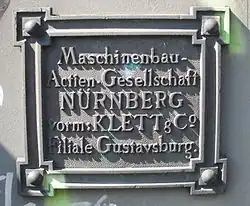 Maschinenbau-
Actien-Gesellschaft
NÜRNBERG
vorm: KLETT & Co
Filiale Gustavsburg.